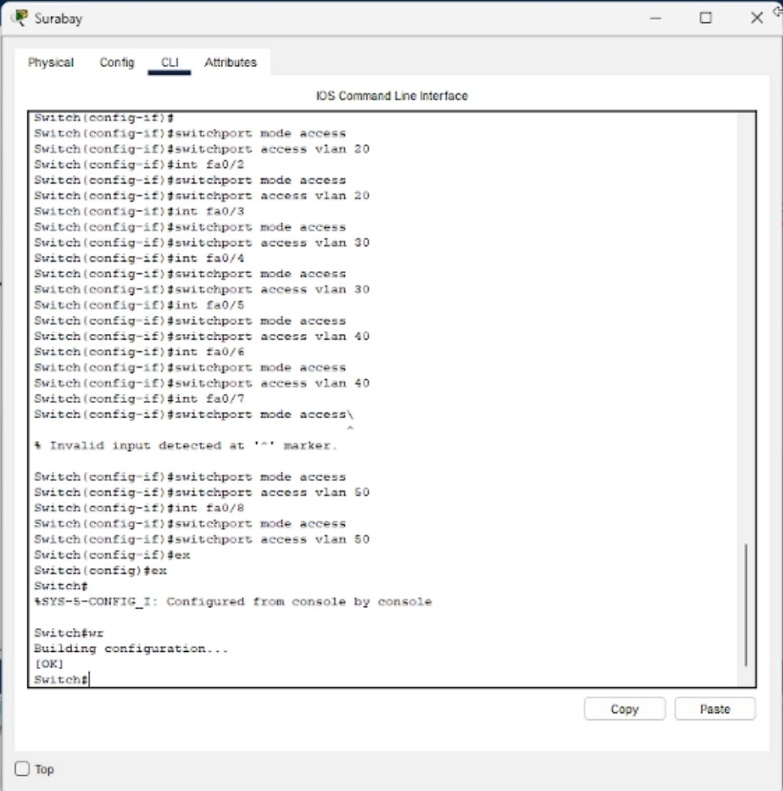 Surabay
Physical Config CLI Attributes
IOS Command Line Interface
Switch(config-if)#
Switch(config-if)#switchport mode access
Switch(config-if)#switchport access vlan 20
Switch(config-if)#int fa0/2
Switch(config-if)#switchport mode access
Switch(config-if)#switchport access vlan 20
Switch(config-if)#int fa0/3
Switch(config-if)#switchport mode access
Switch(config-if)#switchport access vlan 30
Switch(config-if)#int fa0/4
Switch(config-if)#switchport mode access
Switch(config-if)#switchport access vlan 30
Switch(config-if)#int fa0/5
Switch(config-if)#switchport mode access
Switch(config-if)#switchport access vlan 40
Switch(config-if)#int fa0/6
Switch(config-if)#switchport mode access
Switch(config-if)#switchport access vlan 40
Switch(config-if)#int fa0/7
Switch(config-if)#switchport mode access\
^
% Invalid input detected at '^' marker.
Switch(config-if)#switchport mode access
Switch(config-if)#switchport access vlan 50
Switch(config-if)#int fa0/8
Switch(config-if)#switchport mode access
Switch(config-if)#switchport access vlan 50
Switch(config-if)#ex
Switch(config)#ex
Switch#
%SYS-5-CONFIG_I: Configured from console by console
Switch#wr
Building configuration...
[OK]
Switch#
Copy Paste
Top